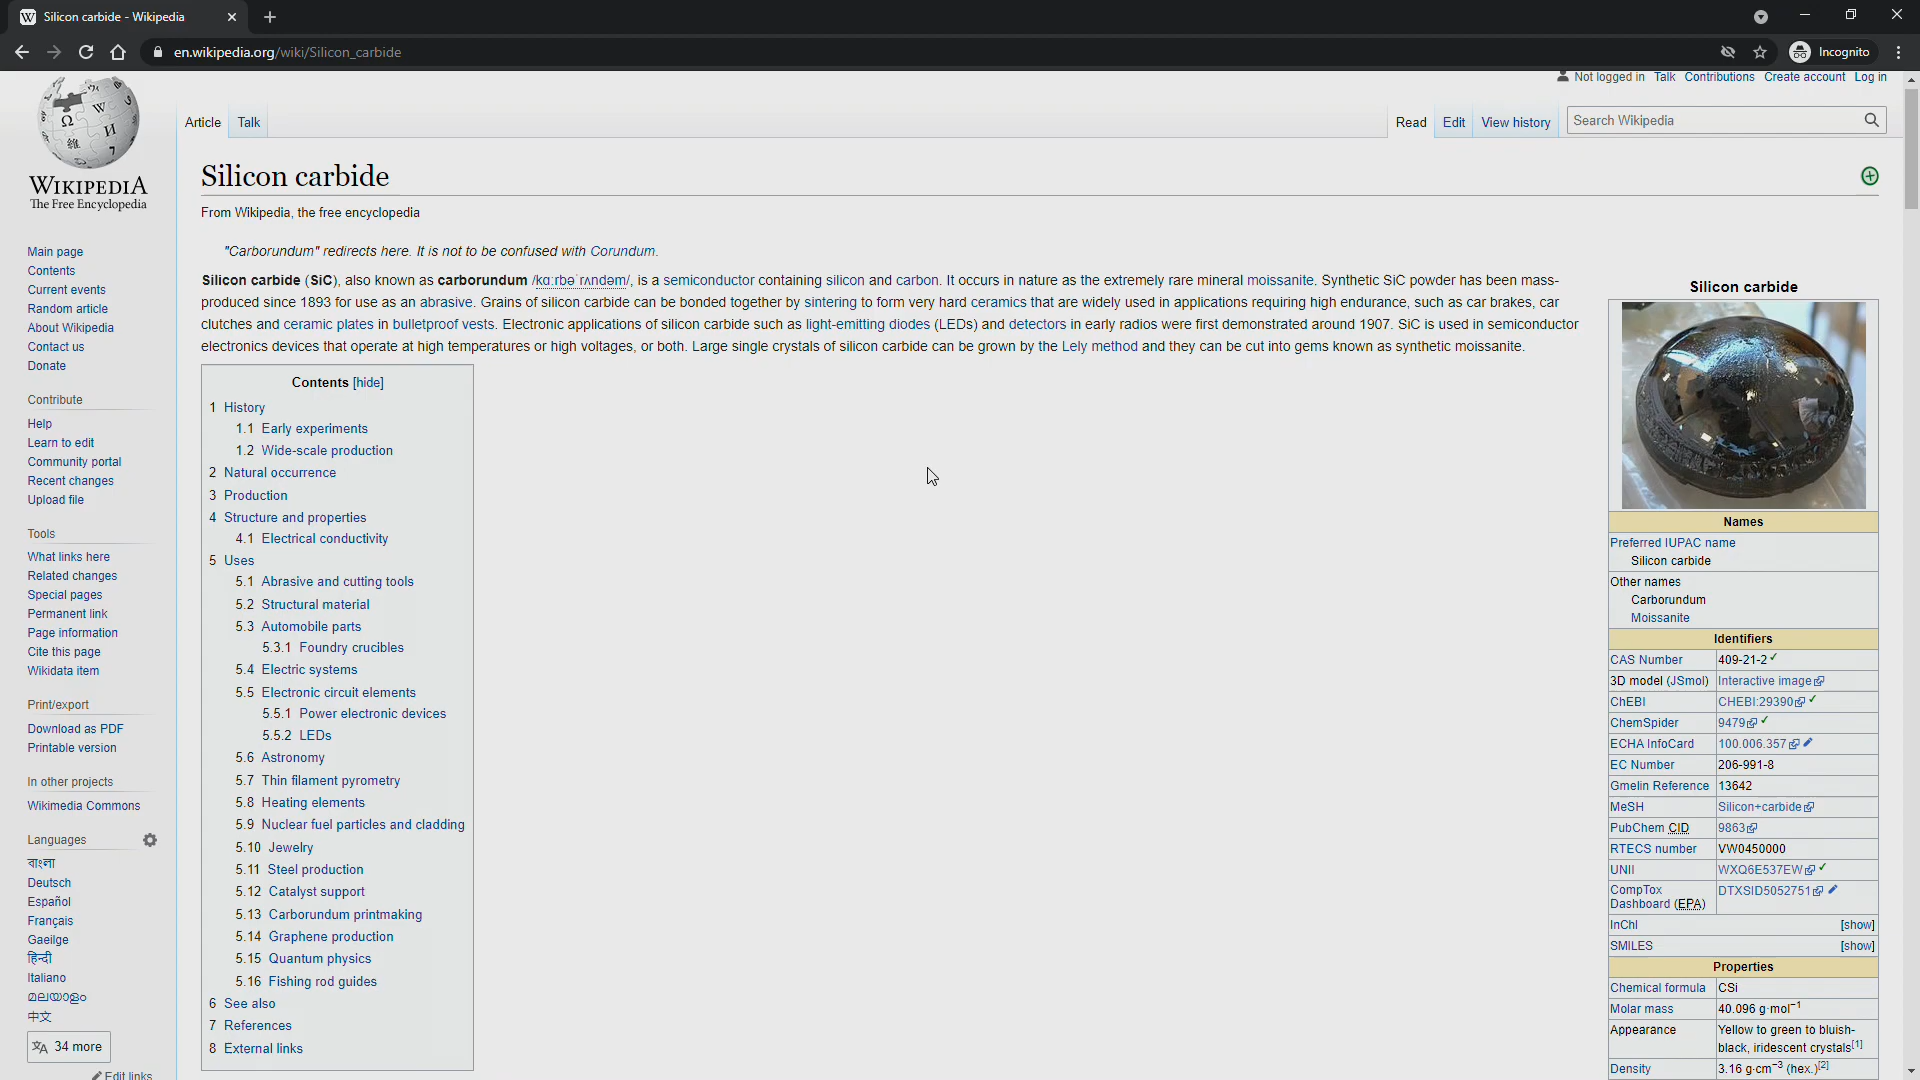 Silicon carbide - Wikipedia
en.wikipedia.org/wiki/Silicon_carbide
Incognito
WIKIPEDIA
The Free Encyclopedia
Main page
Contents
Current events
Random article
About Wikipedia
Contact us
Donate
Contribute
Help
Learn to edit
Community portal
Recent changes
Upload file
Tools
What links here
Related changes
Special pages
Permanent link
Page information
Cite this page
Wikidata item
Print/export
Download as PDF
Printable version
In other projects
Wikimedia Commons
Languages
বাংলা
Deutsch
Español
Français
Gaeilge
हिन्दी
Italiano
മലയാളം
中文
34 more
Edit links
Not logged in Talk Contributions Create account Log in
Article Talk Read Edit View history Search Wikipedia
Silicon carbide
From Wikipedia, the free encyclopedia
"Carborundum" redirects here. It is not to be confused with Corundum.
Silicon carbide (SiC), also known as carborundum /kɑːrbəˈrʌndəm/, is a semiconductor containing silicon and carbon. It occurs in nature as the extremely rare mineral moissanite. Synthetic SiC powder has been mass-
produced since 1893 for use as an abrasive. Grains of silicon carbide can be bonded together by sintering to form very hard ceramics that are widely used in applications requiring high endurance, such as car brakes, car
clutches and ceramic plates in bulletproof vests. Electronic applications of silicon carbide such as light-emitting diodes (LEDs) and detectors in early radios were first demonstrated around 1907. SiC is used in semiconductor
electronics devices that operate at high temperatures or high voltages, or both. Large single crystals of silicon carbide can be grown by the Lely method and they can be cut into gems known as synthetic moissanite.
Contents [hide]
1 History
1.1 Early experiments
1.2 Wide-scale production
2 Natural occurrence
3 Production
4 Structure and properties
4.1 Electrical conductivity
5 Uses
5.1 Abrasive and cutting tools
5.2 Structural material
5.3 Automobile parts
5.3.1 Foundry crucibles
5.4 Electric systems
5.5 Electronic circuit elements
5.5.1 Power electronic devices
5.5.2 LEDs
5.6 Astronomy
5.7 Thin filament pyrometry
5.8 Heating elements
5.9 Nuclear fuel particles and cladding
5.10 Jewelry
5.11 Steel production
5.12 Catalyst support
5.13 Carborundum printmaking
5.14 Graphene production
5.15 Quantum physics
5.16 Fishing rod guides
6 See also
7 References
8 External links
Silicon carbide
Names
Preferred IUPAC name
Silicon carbide
Other names
Carborundum
Moissanite
Identifiers
CAS Number 409-21-2
3D model (JSmol) Interactive image
ChEBI CHEBI:29390
ChemSpider 9479
ECHA InfoCard 100.006.357
EC Number 206-991-8
Gmelin Reference 13642
MeSH Silicon+carbide
PubChem CID 9863
RTECS number VW0450000
UNII WXQ6E537EW
CompTox DTXSID5052751
Dashboard (EPA)
InChI [show]
SMILES [show]
Properties
Chemical formula CSi
Molar mass 40.096 g·mol−1
Appearance Yellow to green to bluish-
black, iridescent crystals[1]
Density 3.16 g·cm−3 (hex.)[2]